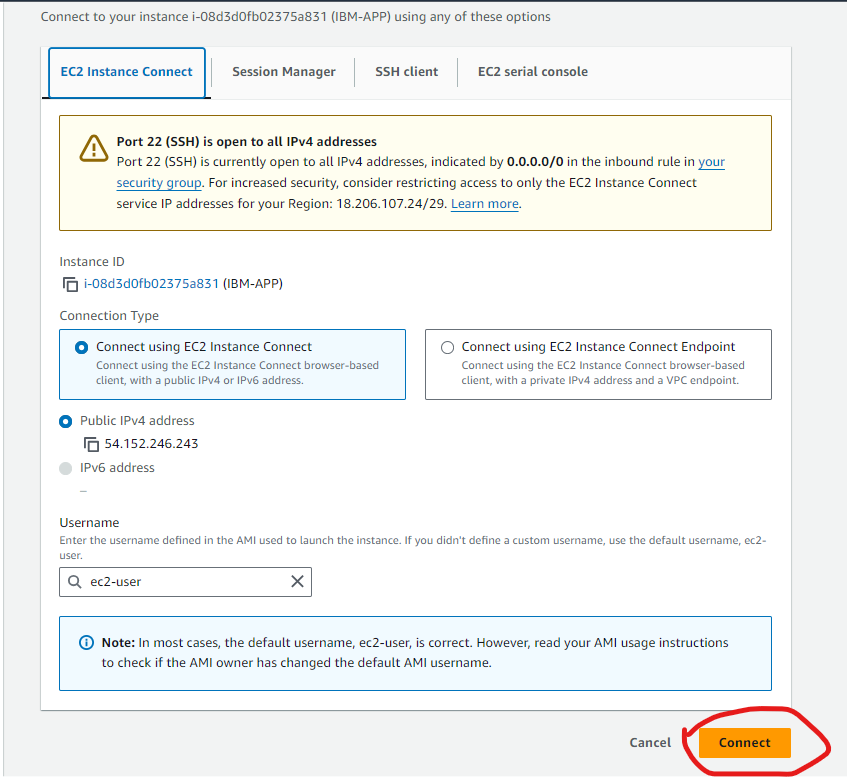 Connect to your instance i-08d3d0fb02375a831 (IBM-APP) using any of these options
EC2 Instance Connect
Session Manager
SSH client
EC2 serial console
Port 22 (SSH) is open to all IPv4 addresses
Port 22 (SSH) is currently open to all IPv4 addresses, indicated by 0.0.0.0/0 in the inbound rule in your
security group. For increased security, consider restricting access to only the EC2 Instance Connect
service IP addresses for your Region: 18.206.107.24/29. Learn more.
Instance ID
i-08d3d0fb02375a831 (IBM-APP)
Connection Type
Connect using EC2 Instance Connect
Connect using the EC2 Instance Connect browser-based
client, with a public IPv4 or IPv6 address.
Connect using EC2 Instance Connect Endpoint
Connect using the EC2 Instance Connect browser-based
client, with a private IPv4 address and a VPC endpoint.
Public IPv4 address
54.152.246.243
IPv6 address
–
Username
Enter the username defined in the AMI used to launch the instance. If you didn't define a custom username, use the default username, ec2-
user.
ec2-user
Note: In most cases, the default username, ec2-user, is correct. However, read your AMI usage instructions
to check if the AMI owner has changed the default AMI username.
Cancel
Connect